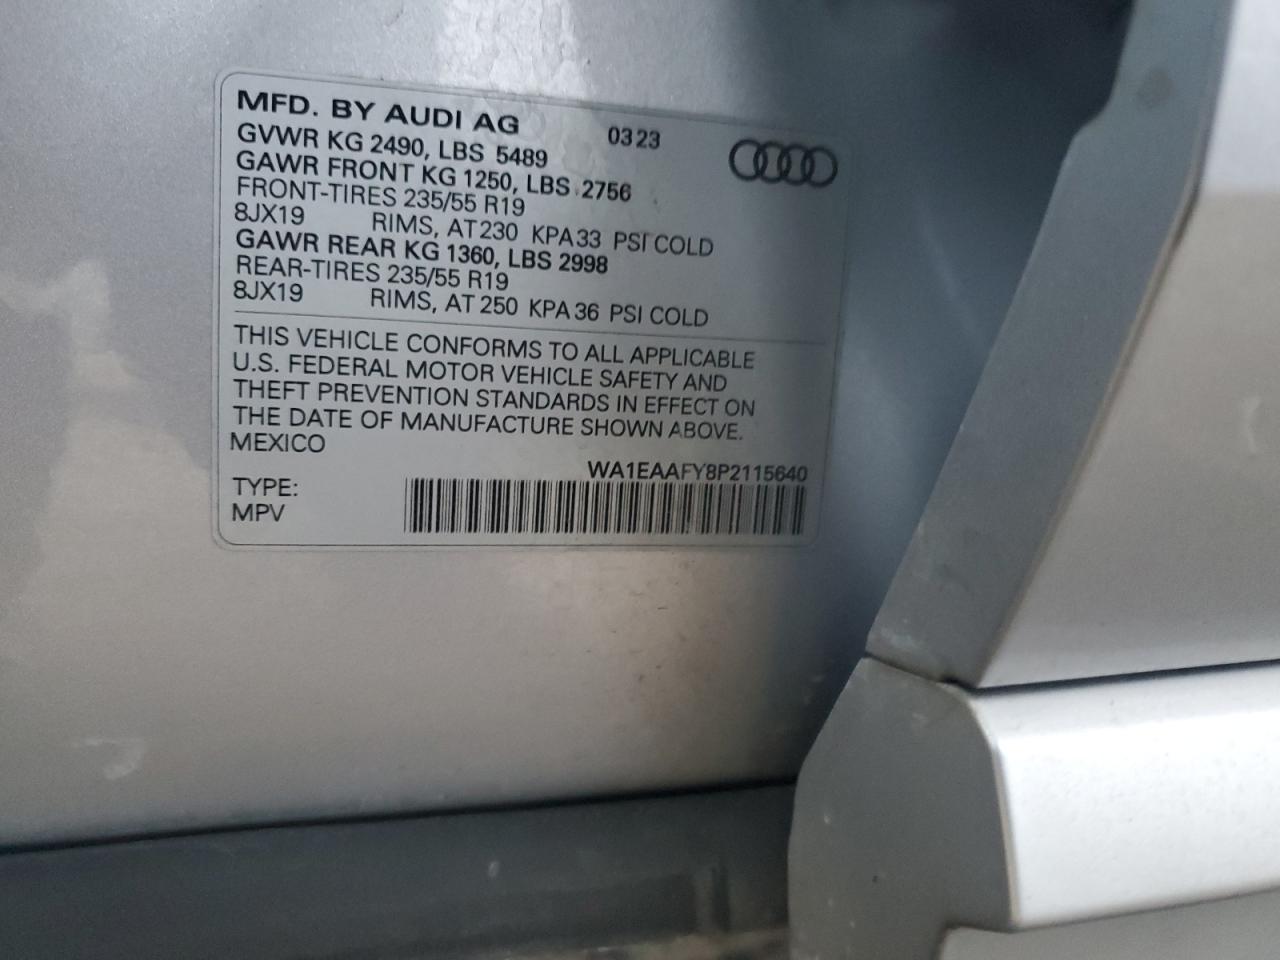 MFD. BY AUDI AG 0323
GVWR KG 2490, LBS 5489
GAWR FRONT KG 1250, LBS 2756
FRONT-TIRES 235/55 R19
8JX19 RIMS, AT 230 KPA 33 PSI COLD
GAWR REAR KG 1360, LBS 2998
REAR-TIRES 235/55 R19
8JX19 RIMS, AT 250 KPA 36 PSI COLD
THIS VEHICLE CONFORMS TO ALL APPLICABLE
U.S. FEDERAL MOTOR VEHICLE SAFETY AND
THEFT PREVENTION STANDARDS IN EFFECT ON
THE DATE OF MANUFACTURE SHOWN ABOVE.
MEXICO
WA1EAAFY8P2115640
TYPE:
MPV